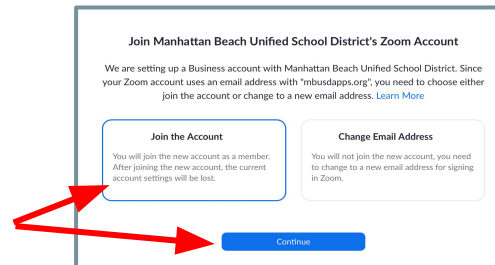 Join Manhattan Beach Unified School District's Zoom Account
We are setting up a Business account with Manhattan Beach Unified School District. Since
your Zoom account uses an email address with "mbusdapps.org", you need to choose either
join the account or change to a new email address. Learn More
Join the Account
You will join the new account as a member.
After joining the new account, the current
account settings will be lost.
Change Email Address
You will not join the new account, you need
to change to a new email address for signing
in Zoom.
Continue